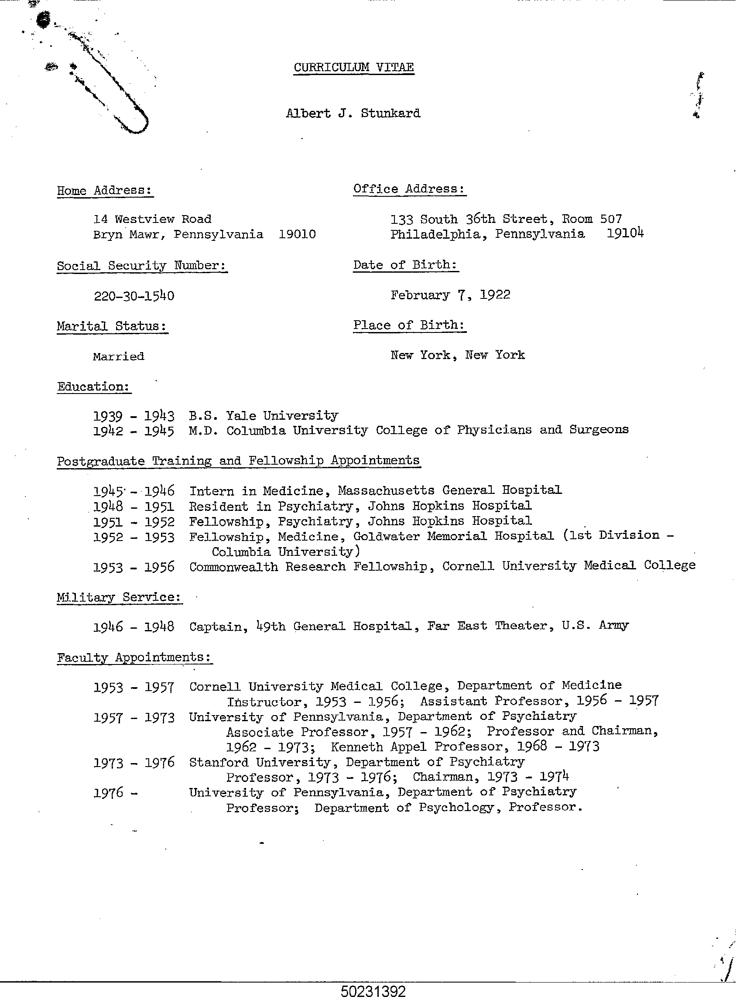 CURRICULUM VITAE
Albert J. Stunkard
Home Address:
Office Address:
14 Westview Road
133 South 36th Street, Room 507
Bryn Mawr, Pennsylvania 19010
Philadelphia, Pennsylvania 19104
Social Security Number:
Date of Birth:
220-30-1540
February 7, 1922
Marital Status:
Place of Birth:
Married
New York, New York
Education:
1939 - 1943 B.S. Yale University
1942 - 1945 M.D. Columbia University College of Physicians and Surgeons
Postgraduate Training and Fellowship Appointments
1945 - 1946 Intern in Medicine, Massachusetts General Hospital
1948 - 1951 Resident in Psychiatry, Johns Hopkins Hospital
1951 - 1952 Fellowship, Psychiatry, Johns Hopkins Hospital
1952 - 1953 Fellowship, Medicine, Goldwater Memorial Hospital (1st Division -
Columbia University)
1953 - 1956 Commonwealth Research Fellowship, Cornell University Medical College
Military Service:
1946 - 1948 Captain, 49th General Hospital, Far East Theater, U.S. Army
Faculty Appointments:
1953 - 1957 Cornell University Medical College, Department of Medicine
Instructor, 1953 - 1956; Assistant Professor, 1956 - 1957
1957 - 1973 University of Pennsylvania, Department of Psychiatry
Associate Professor, 1957 - 1962; Professor and Chairman,
1962 - 1973; Kenneth Appel Professor, 1968 - 1973
1973 - 1976 Stanford University, Department of Psychiatry
Professor, 1973 - 1976; Chairman, 1973 - 1974
1976 - University of Pennsylvania, Department of Psychiatry
Professor; Department of Psychology, Professor.
50231392